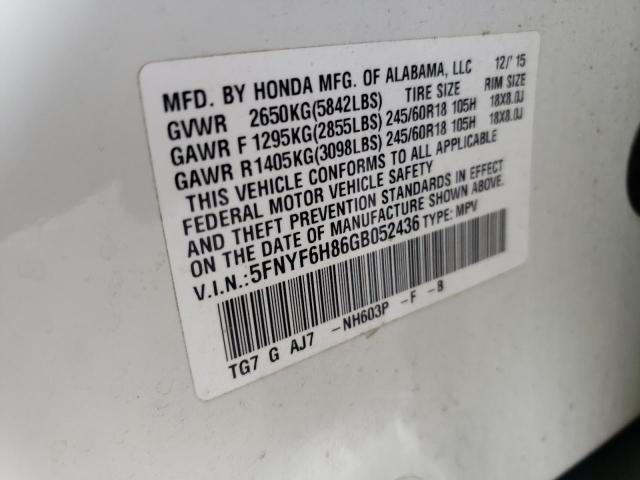 MFD. BY HONDA MFG. OF ALABAMA, LLC 12/'15
GVWR 2650KG(5842LBS) TIRE SIZE RIM SIZE
GAWR F 1295KG(2855LBS) 245/60R18 105H 18X8.0J
GAWR R 1405KG(3098LBS) 245/60R18 105H 18X8.0J
THIS VEHICLE CONFORMS TO ALL APPLICABLE
FEDERAL MOTOR VEHICLE SAFETY
AND THEFT PREVENTION STANDARDS IN EFFECT
ON THE DATE OF MANUFACTURE SHOWN ABOVE.
V.I.N.:5FNYF6H86GB052436 TYPE: MPV
TG7 G AJ7 -NH603P -F -B